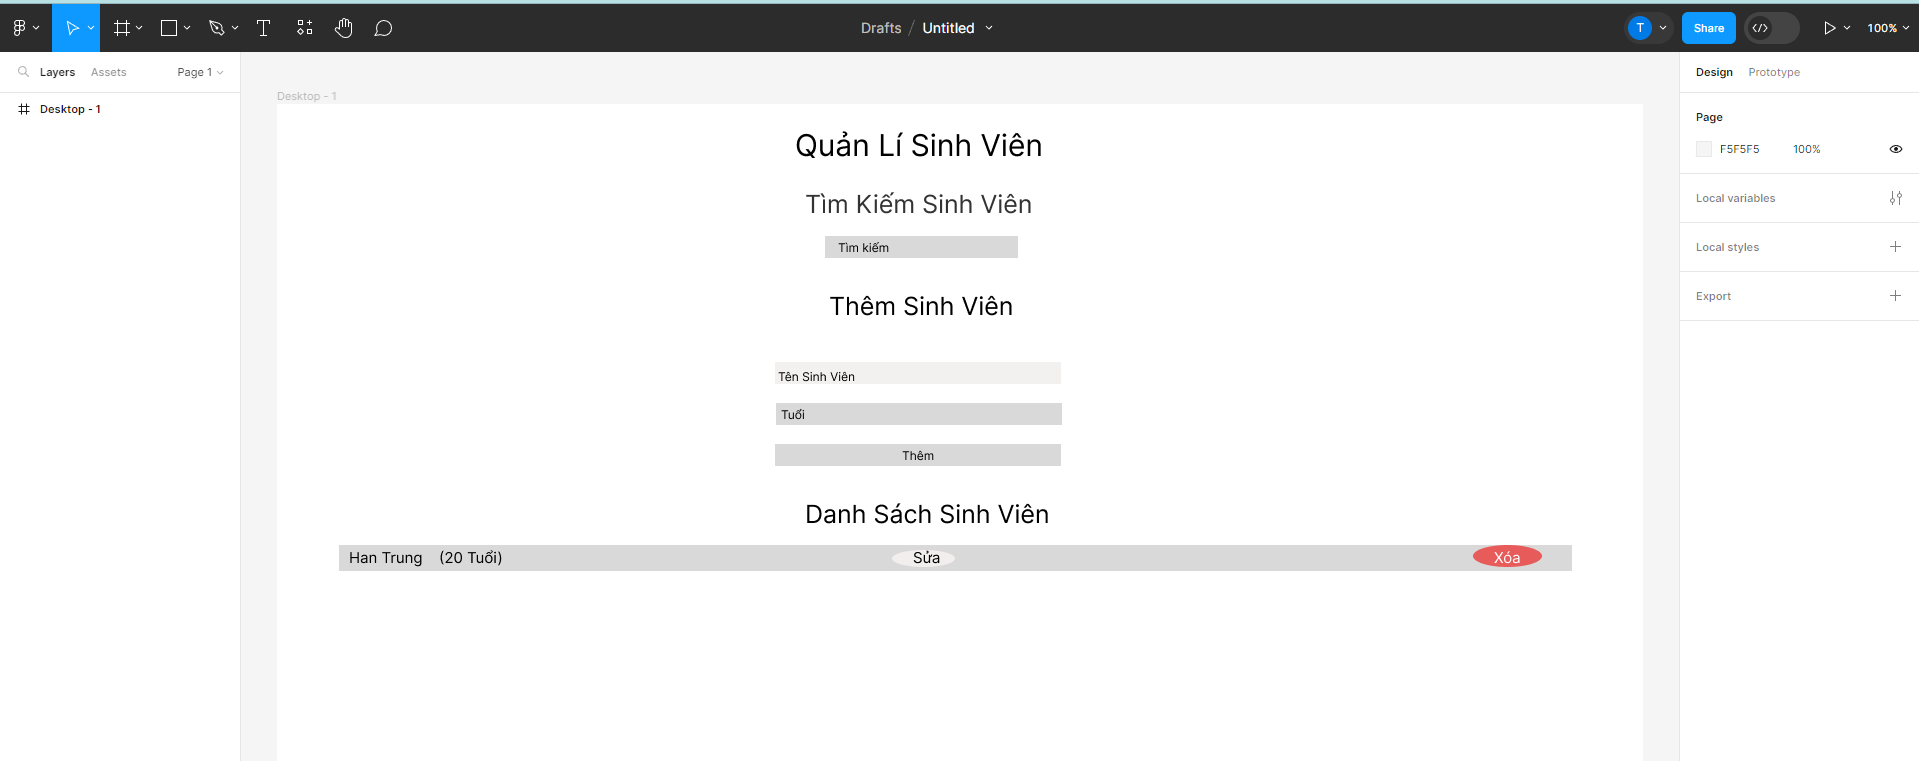 Drafts / Untitled
T
Share
100%
Layers Assets Page 1
Desktop - 1
Desktop - 1
Quản Lí Sinh Viên
Tìm Kiếm Sinh Viên
Tìm kiếm
Thêm Sinh Viên
Tên Sinh Viên
Tuổi
Thêm
Danh Sách Sinh Viên
Han Trung (20 Tuổi) Sửa Xóa
Design Prototype
Page
F5F5F5 100%
Local variables
Local styles
Export